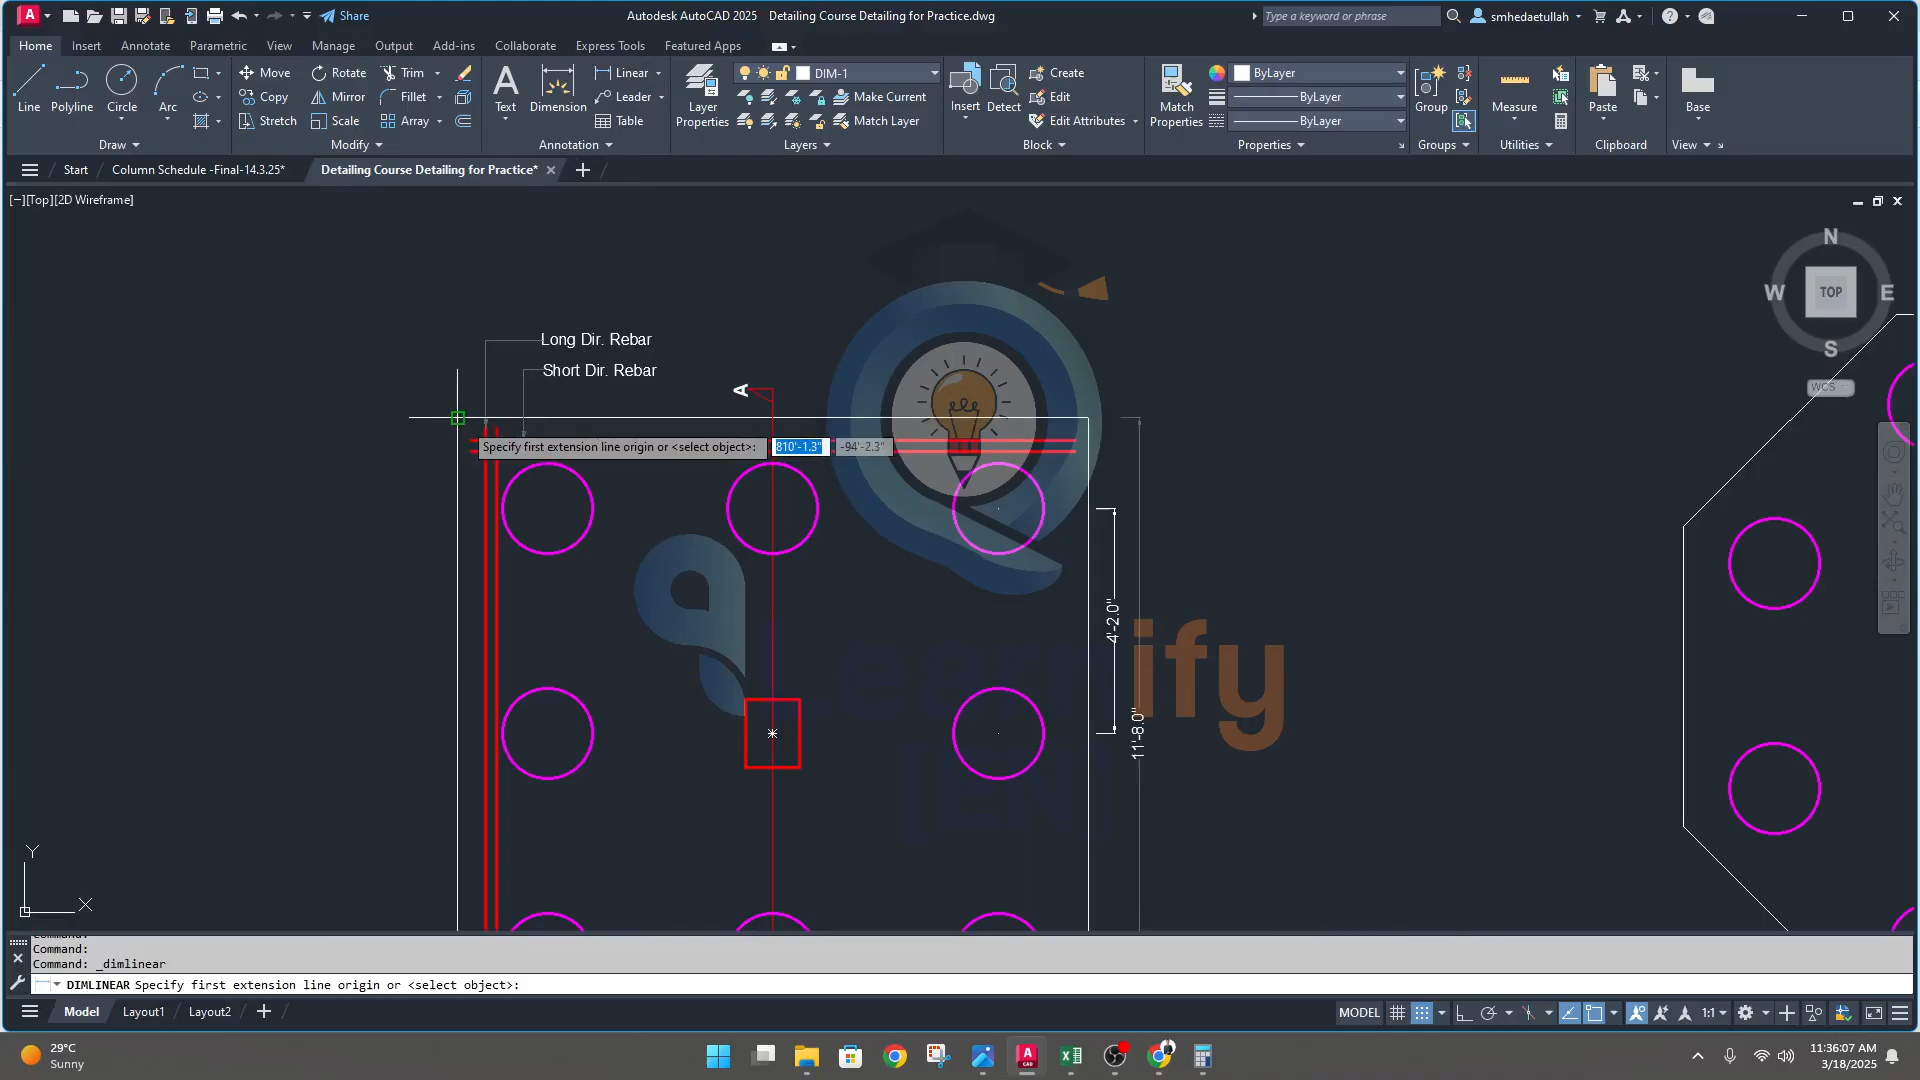 Share
Autodesk AutoCAD 2025 Detailing Course Detailing for Practice.dwg
Type a keyword or phrase
smhedaetullah
Home Insert Annotate Parametric View Manage Output Add-ins Collaborate Express Tools Featured Apps
Line Polyline Circle Arc
Draw
Move Rotate Trim
Copy Mirror Fillet
Stretch Scale Array
Modify
Text Dimension
Linear
Leader
Table
Annotation
Layer Properties
DIM-1
Make Current
Match Layer
Layers
Insert Detect
Create
Edit
Edit Attributes
Block
Match Properties
ByLayer
ByLayer
ByLayer
Properties
Group
Groups
Measure
Utilities
Paste
Clipboard
Base
View
Start Column Schedule -Final-14.3.25* Detailing Course Detailing for Practice*
[−][Top][2D Wireframe]
N
W TOP E
S
WCS
Long Dir. Rebar
Short Dir. Rebar
A
Specify first extension line origin or <select object>: 810'-1.3" -94'-2.3"
4'-2.0"
11'-8.0"
Learnify
[EN]
Y
X
Command:
Command:
Command: _dimlinear
DIMLINEAR Specify first extension line origin or <select object>:
Model Layout1 Layout2
MODEL
1:1
29°C
Sunny
11:36:07 AM
3/18/2025